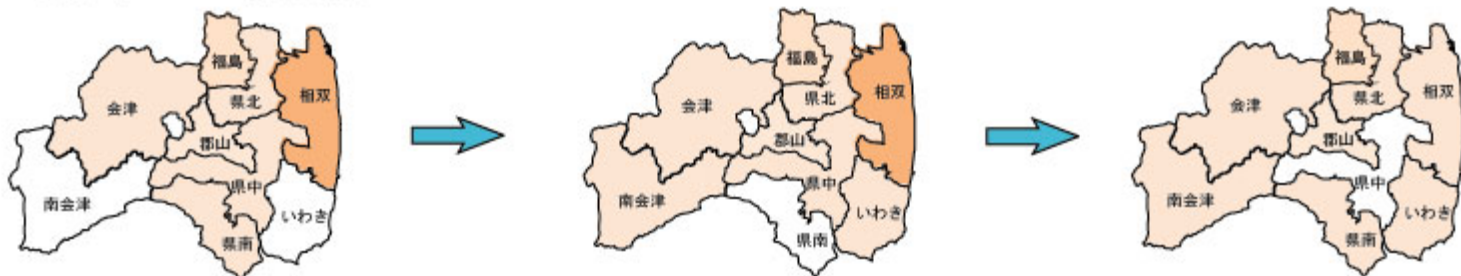 福島
県北
相双
会津
郡山
県中
南会津
いわき
県南
福島
県北
相双
会津
郡山
県中
南会津
いわき
県南
福島
県北
相双
会津
郡山
県中
南会津
いわき
県南